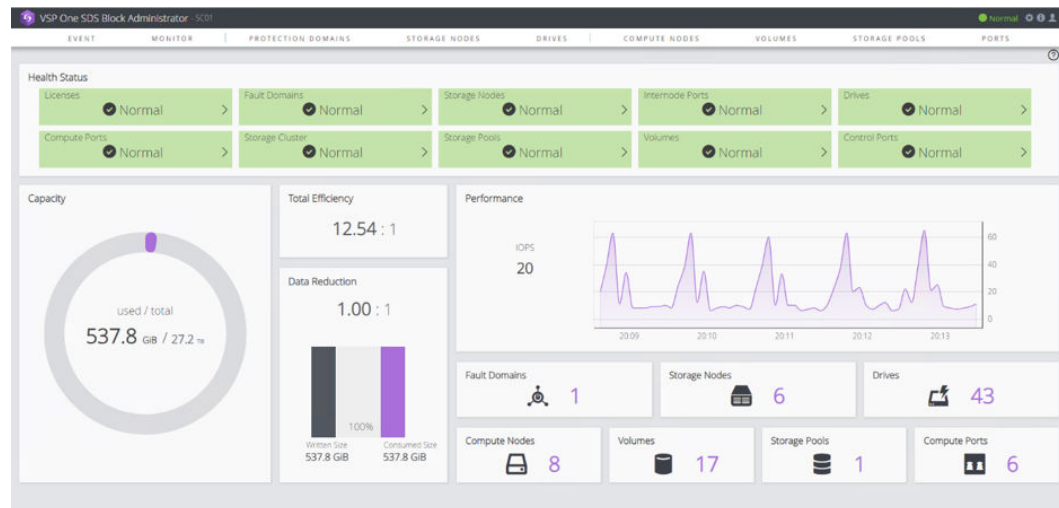 VSP One SDS Block Administrator - SC01
Normal
EVENT MONITOR PROTECTION DOMAINS STORAGE NODES DRIVES COMPUTE NODES VOLUMES STORAGE POOLS PORTS
Health Status
Licenses
Normal
Fault Domains
Normal
Storage Nodes
Normal
Internode Ports
Normal
Drives
Normal
Compute Ports
Normal
Storage Cluster
Normal
Storage Pools
Normal
Volumes
Normal
Control Ports
Normal
Capacity
used / total
537.8 GiB / 27.2 TiB
Total Efficiency
12.54 : 1
Data Reduction
1.00 : 1
100%
Written Size
537.8 GiB
Consumed Size
537.8 GiB
Performance
IOPS
20
60
40
20
0
20:09 20:10 20:11 20:12 20:13
Fault Domains
1
Storage Nodes
6
Drives
43
Compute Nodes
8
Volumes
17
Storage Pools
1
Compute Ports
6